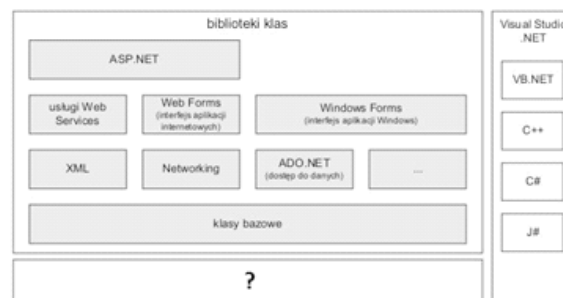 biblioteki klas
ASP.NET
usługi Web
Services
Web Forms
(interfejs aplikacji
internetowych)
Windows Forms
(interfejs aplikacji Windows)
XML
Networking
ADO.NET
(dostęp do danych)
...
klasy bazowe
?
Visual Studio
.NET
VB.NET
C++
C#
J#